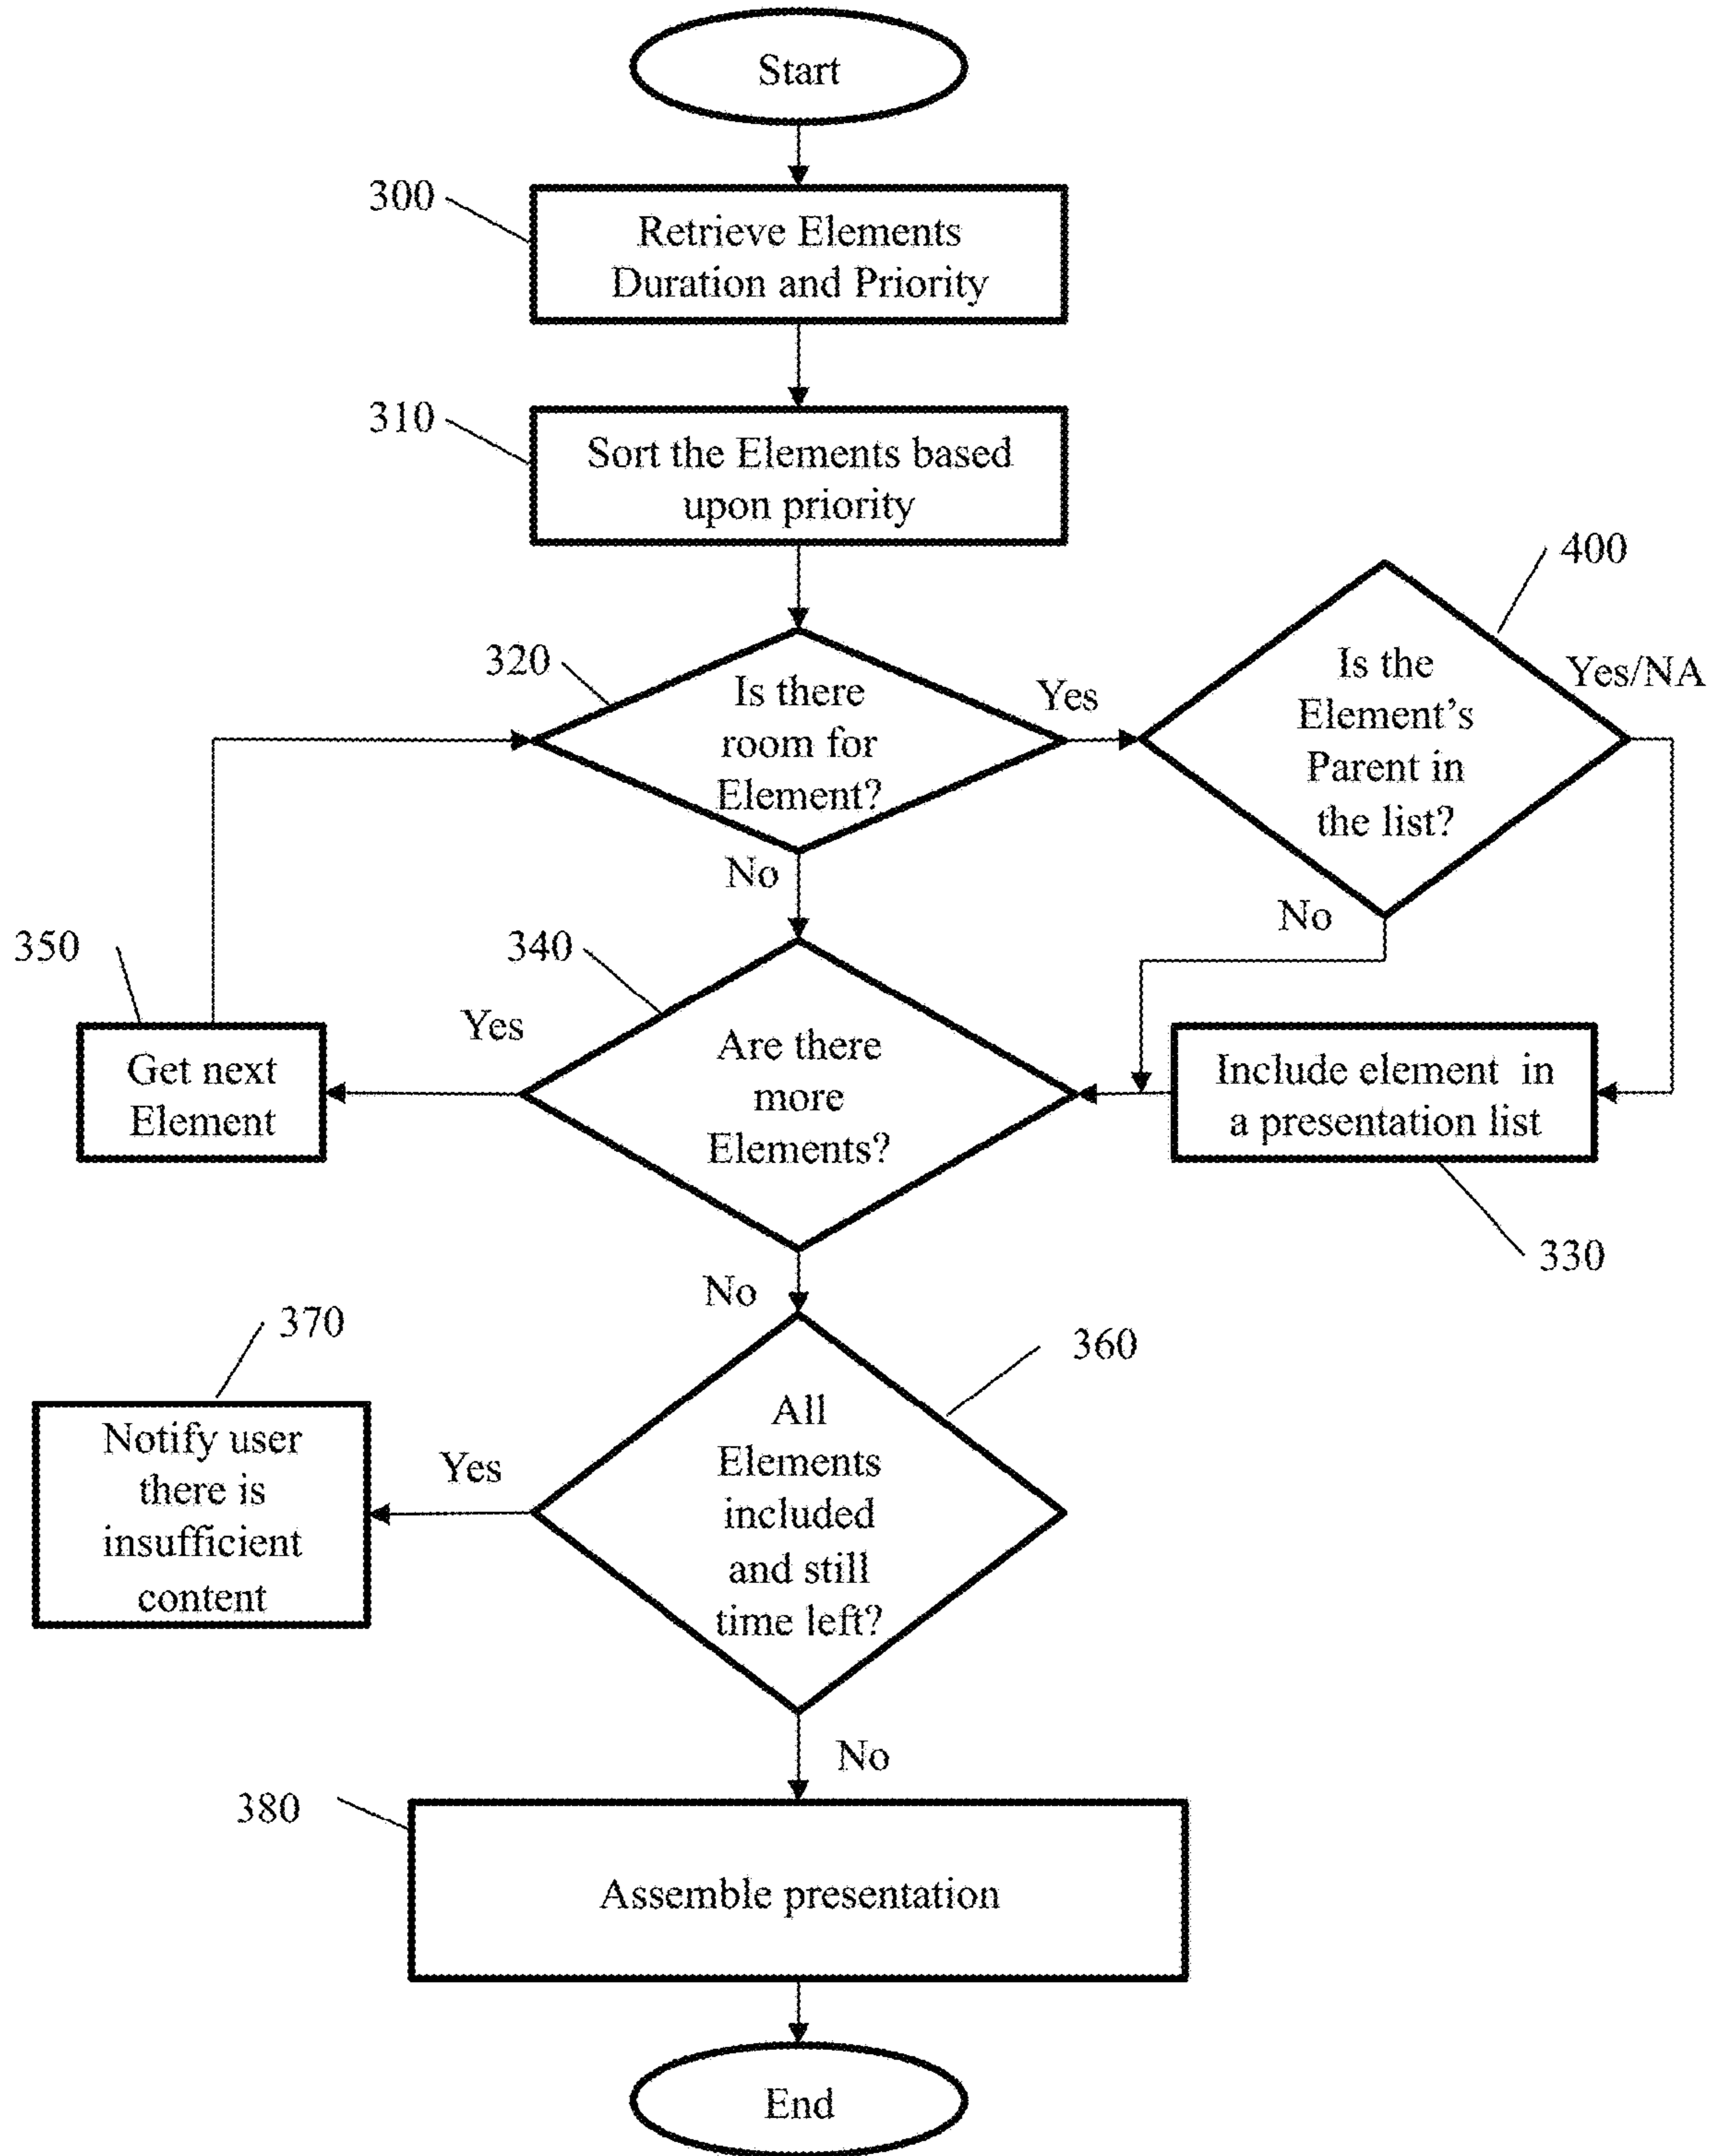 Start
300
Retrieve Elements
Duration and Priority
310
Sort the Elements based
upon priority
400
320
Is there
room for
Element?
Yes
Is the
Element's
Parent in
the list?
Yes/NA
No
No
350
340
Yes
Get next
Element
Are there
more
Elements?
Include element in
a presentation list
330
No
370
360
Notify user
there is
insufficient
content
Yes
All
Elements
included
and still
time left?
No
380
Assemble presentation
End